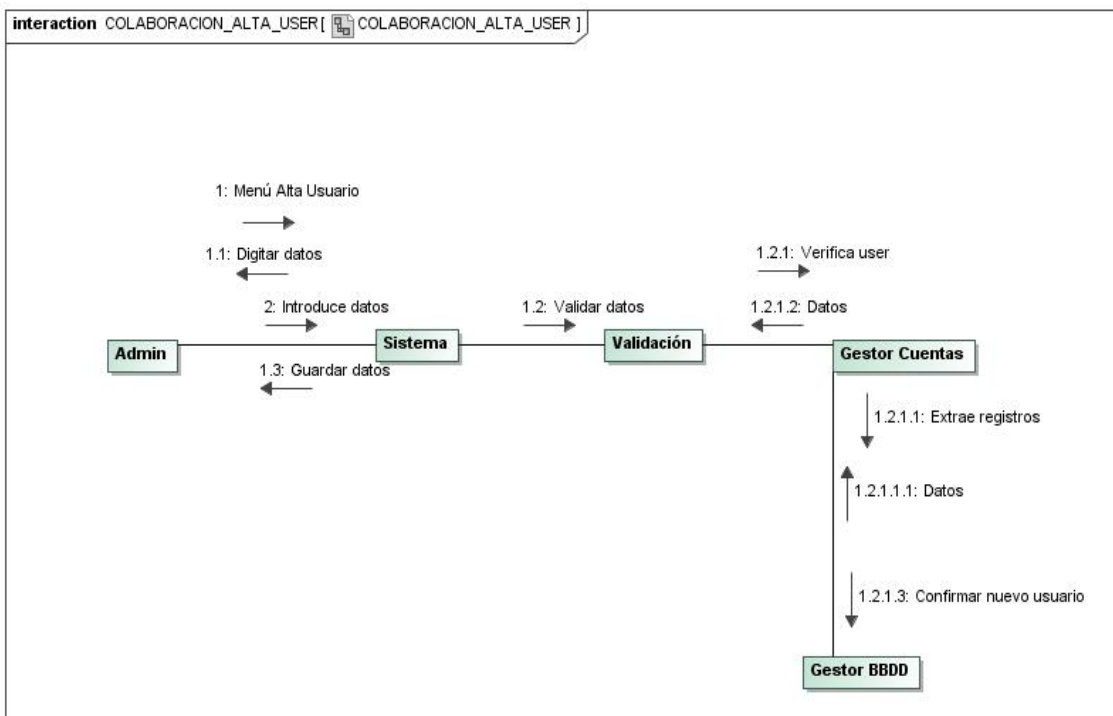 interaction COLABORACION_ALTA_USER[ COLABORACION_ALTA_USER ]
1: Menú Alta Usuario
1.1: Digitar datos
1.2.1: Verifica user
2: Introduce datos
1.2: Validar datos
1.2.1.2: Datos
Admin
Sistema
Validación
Gestor Cuentas
1.3: Guardar datos
1.2.1.1: Extrae registros
1.2.1.1.1: Datos
1.2.1.3: Confirmar nuevo usuario
Gestor BBDD